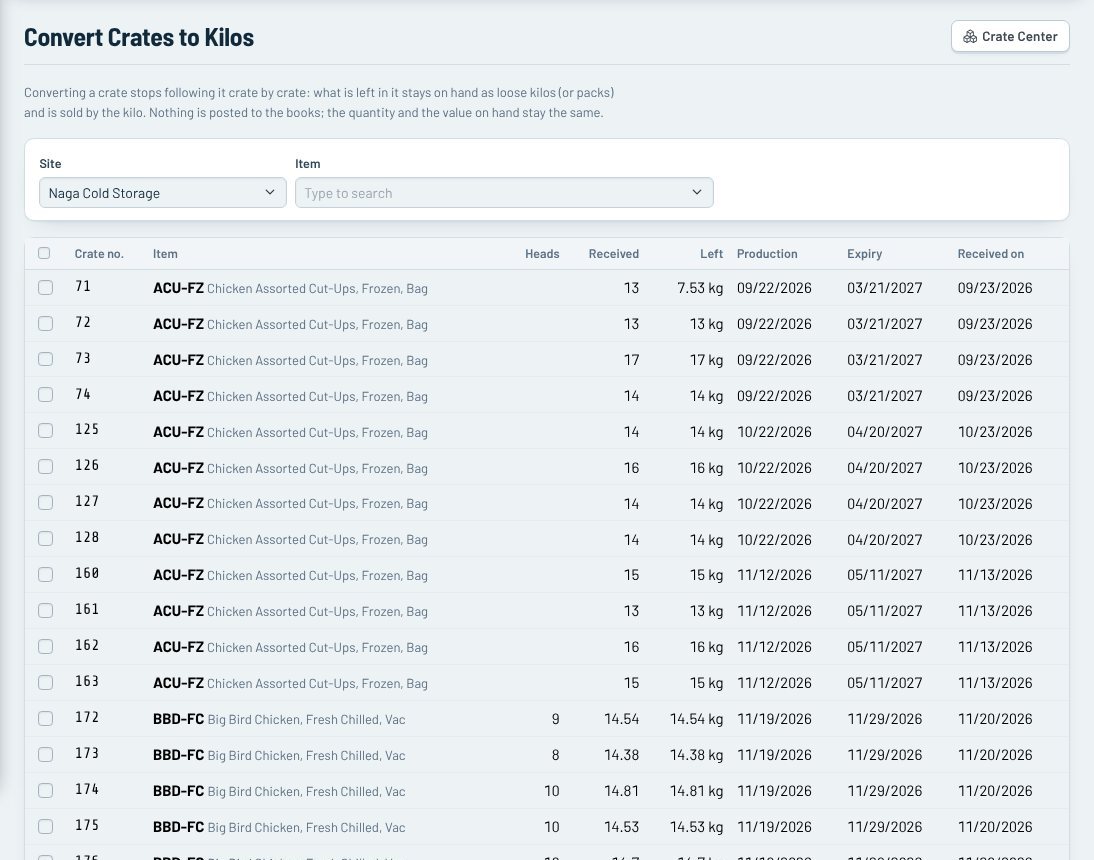 Convert Crates to Kilos
Crate Center
Converting a crate stops following it crate by crate: what is left in it stays on hand as loose kilos (or packs)
and is sold by the kilo. Nothing is posted to the books; the quantity and the value on hand stay the same.
Site Item
Naga Cold Storage Type to search
Crate no. Item Heads Received Left Production Expiry Received on
71 ACU-FZ Chicken Assorted Cut-Ups, Frozen, Bag 13 7.53 kg 09/22/2026 03/21/2027 09/23/2026
72 ACU-FZ Chicken Assorted Cut-Ups, Frozen, Bag 13 13 kg 09/22/2026 03/21/2027 09/23/2026
73 ACU-FZ Chicken Assorted Cut-Ups, Frozen, Bag 17 17 kg 09/22/2026 03/21/2027 09/23/2026
74 ACU-FZ Chicken Assorted Cut-Ups, Frozen, Bag 14 14 kg 09/22/2026 03/21/2027 09/23/2026
125 ACU-FZ Chicken Assorted Cut-Ups, Frozen, Bag 14 14 kg 10/22/2026 04/20/2027 10/23/2026
126 ACU-FZ Chicken Assorted Cut-Ups, Frozen, Bag 16 16 kg 10/22/2026 04/20/2027 10/23/2026
127 ACU-FZ Chicken Assorted Cut-Ups, Frozen, Bag 14 14 kg 10/22/2026 04/20/2027 10/23/2026
128 ACU-FZ Chicken Assorted Cut-Ups, Frozen, Bag 14 14 kg 10/22/2026 04/20/2027 10/23/2026
160 ACU-FZ Chicken Assorted Cut-Ups, Frozen, Bag 15 15 kg 11/12/2026 05/11/2027 11/13/2026
161 ACU-FZ Chicken Assorted Cut-Ups, Frozen, Bag 13 13 kg 11/12/2026 05/11/2027 11/13/2026
162 ACU-FZ Chicken Assorted Cut-Ups, Frozen, Bag 16 16 kg 11/12/2026 05/11/2027 11/13/2026
163 ACU-FZ Chicken Assorted Cut-Ups, Frozen, Bag 15 15 kg 11/12/2026 05/11/2027 11/13/2026
172 BBD-FC Big Bird Chicken, Fresh Chilled, Vac 9 14.54 14.54 kg 11/19/2026 11/29/2026 11/20/2026
173 BBD-FC Big Bird Chicken, Fresh Chilled, Vac 8 14.38 14.38 kg 11/19/2026 11/29/2026 11/20/2026
174 BBD-FC Big Bird Chicken, Fresh Chilled, Vac 10 14.81 14.81 kg 11/19/2026 11/29/2026 11/20/2026
175 BBD-FC Big Bird Chicken, Fresh Chilled, Vac 10 14.53 14.53 kg 11/19/2026 11/29/2026 11/20/2026